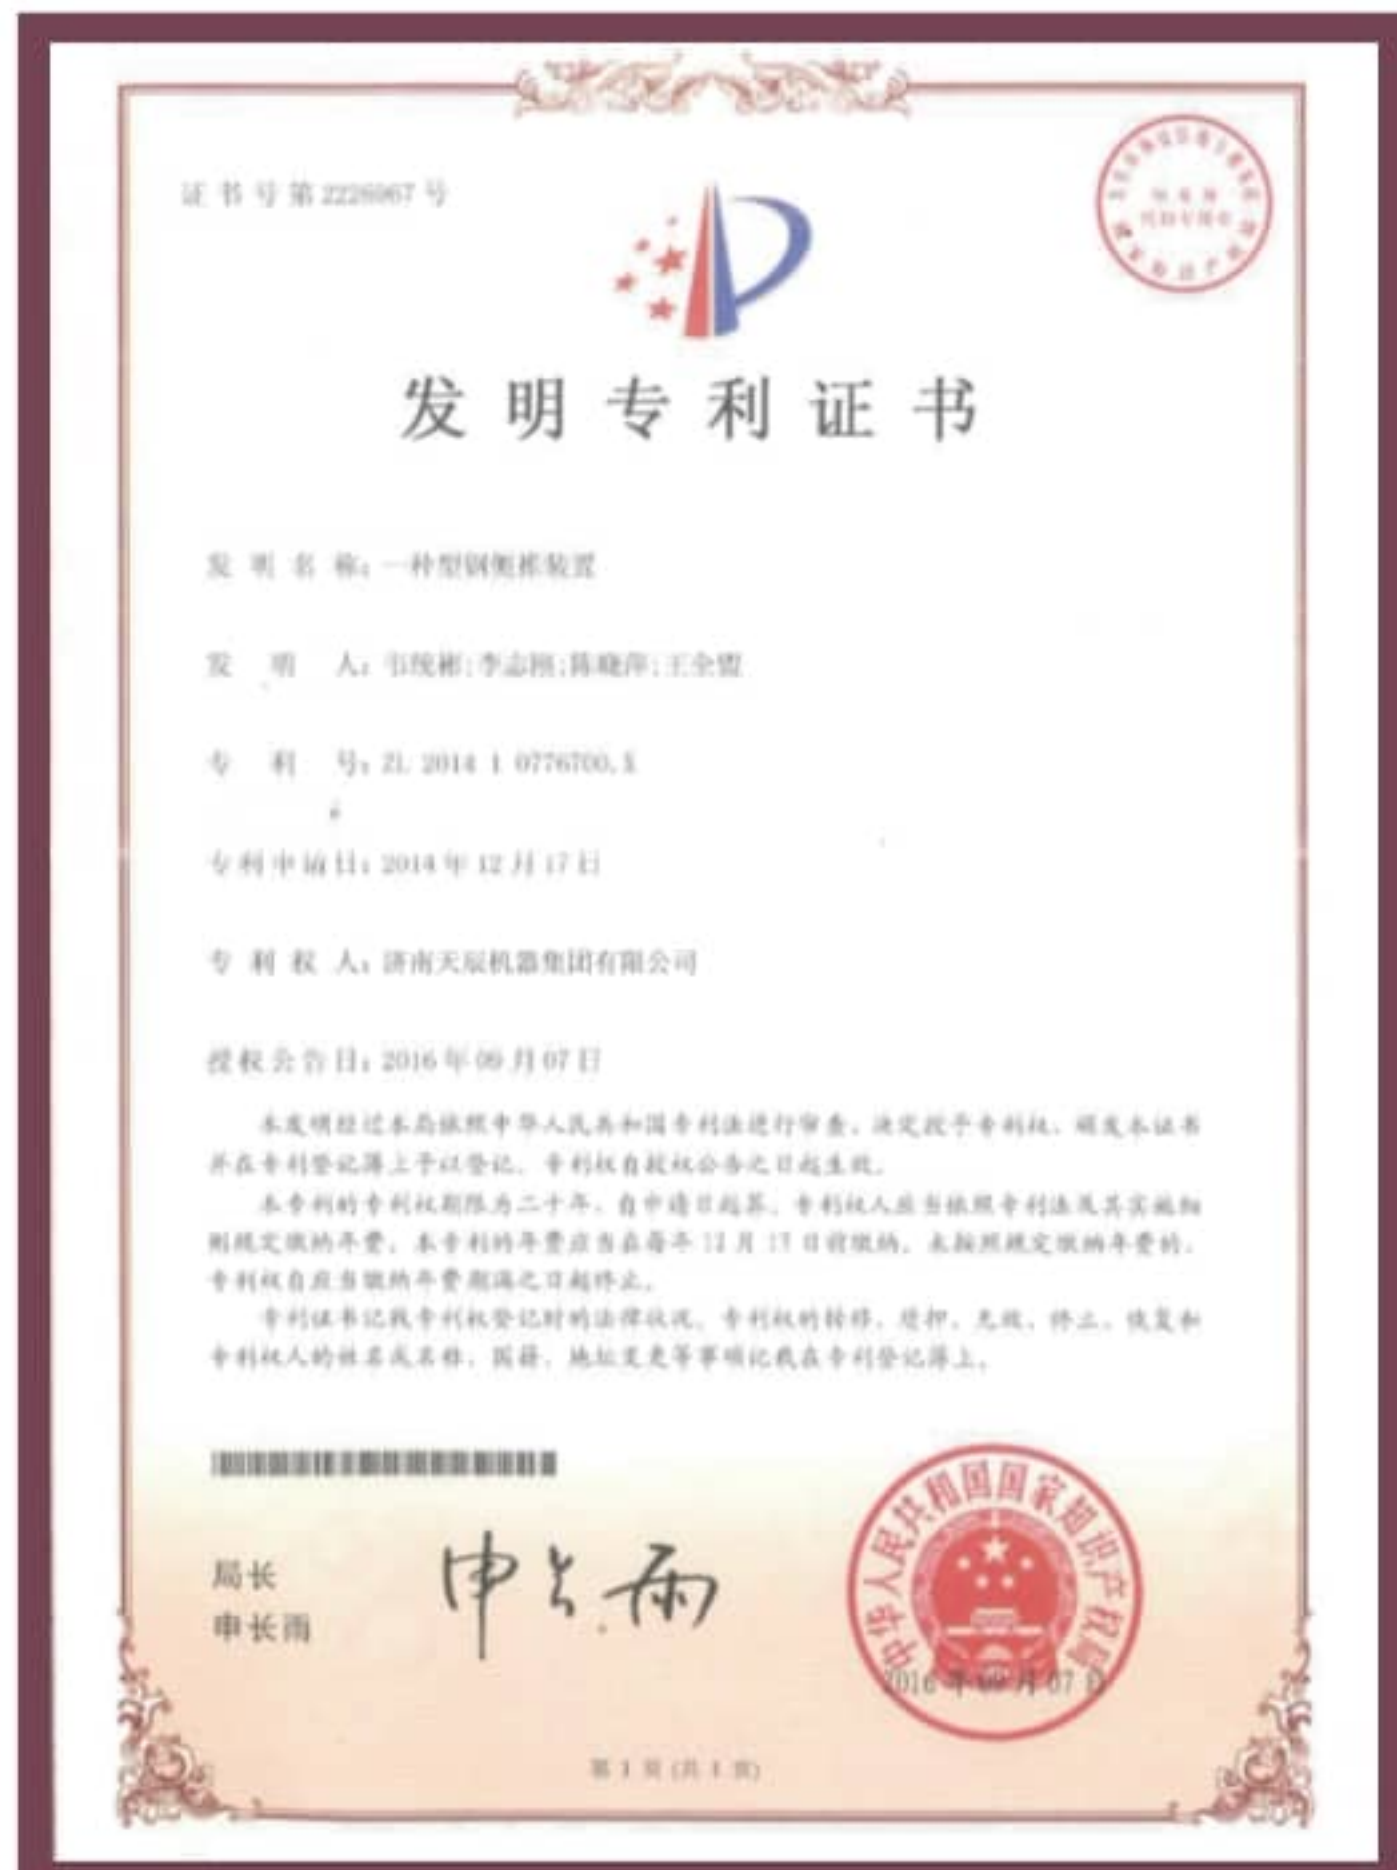 证书号第2226967号
发明专利证书
发明名称：一种型钢侧推装置
发明人：韦统彬;李志刚;陈晓萍;王全盟
专利号：ZL 2014 1 0776700.X
专利申请日：2014年12月17日
专利权人：济南天辰机器集团有限公司
授权公告日：2016年09月07日
本发明经过本局依照中华人民共和国专利法进行审查，决定授予专利权，颁发本证书
并在专利登记簿上予以登记。专利权自授权公告之日起生效。
本专利的专利权期限为二十年，自申请日起算。专利权人应当依照专利法及其实施细
则规定缴纳年费。本专利的年费应当在每年12月17日前缴纳。未按照规定缴纳年费的，
专利权自应当缴纳年费期满之日起终止。
专利证书记载专利权登记时的法律状况。专利权的转移、质押、无效、终止、恢复和
专利权人的姓名或名称、国籍、地址变更等事项记载在专利登记簿上。
局长
申长雨
申长雨
中华人民共和国国家知识产权局
2016年09月07日
第1页(共1页)